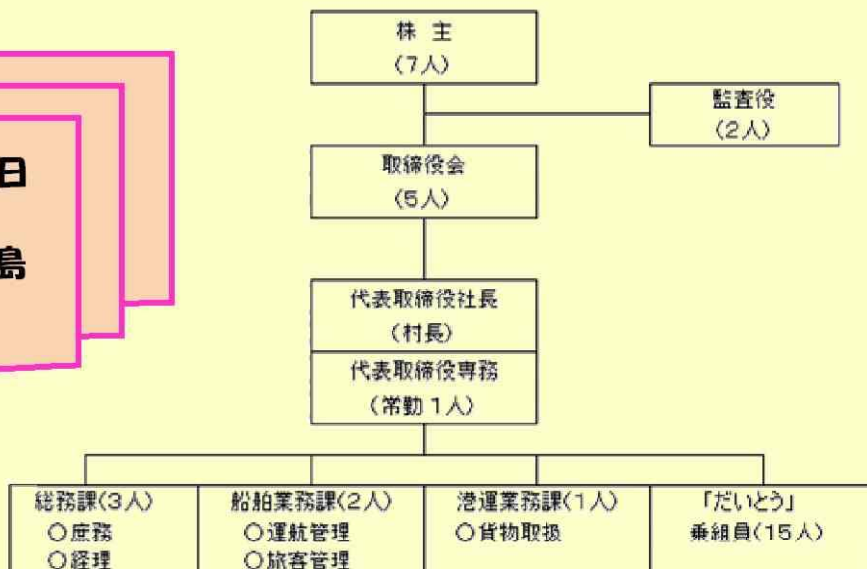 日
島
株 主
(7人)
監査役
(2人)
取締役会
(5人)
代表取締役社長
(村長)
代表取締役専務
(常勤1人)
総務課(3人)
○庶務
○経理
船舶業務課(2人)
○運航管理
○旅客管理
港運業務課(1人)
○貨物取扱
「だいとう」
乗組員(15人)